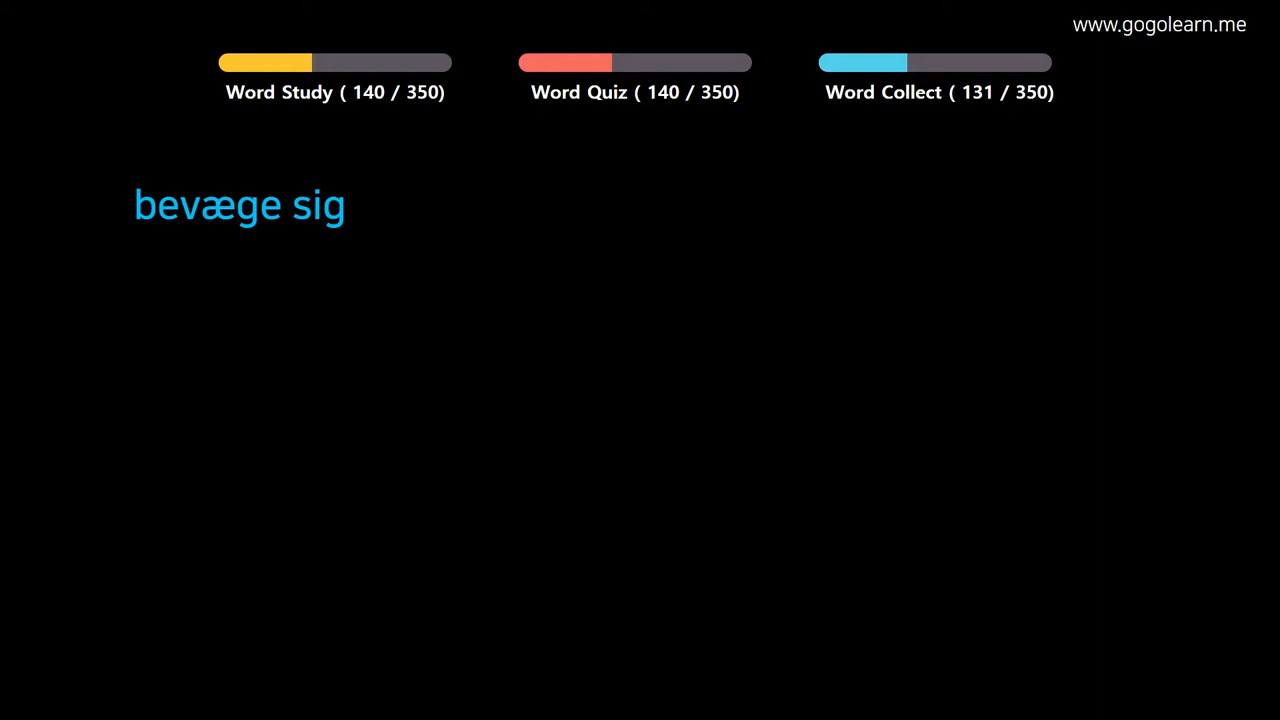 www.gogolearn.me
Word Study ( 140 / 350)
Word Quiz ( 140 / 350)
Word Collect ( 131 / 350)
bevæge sig